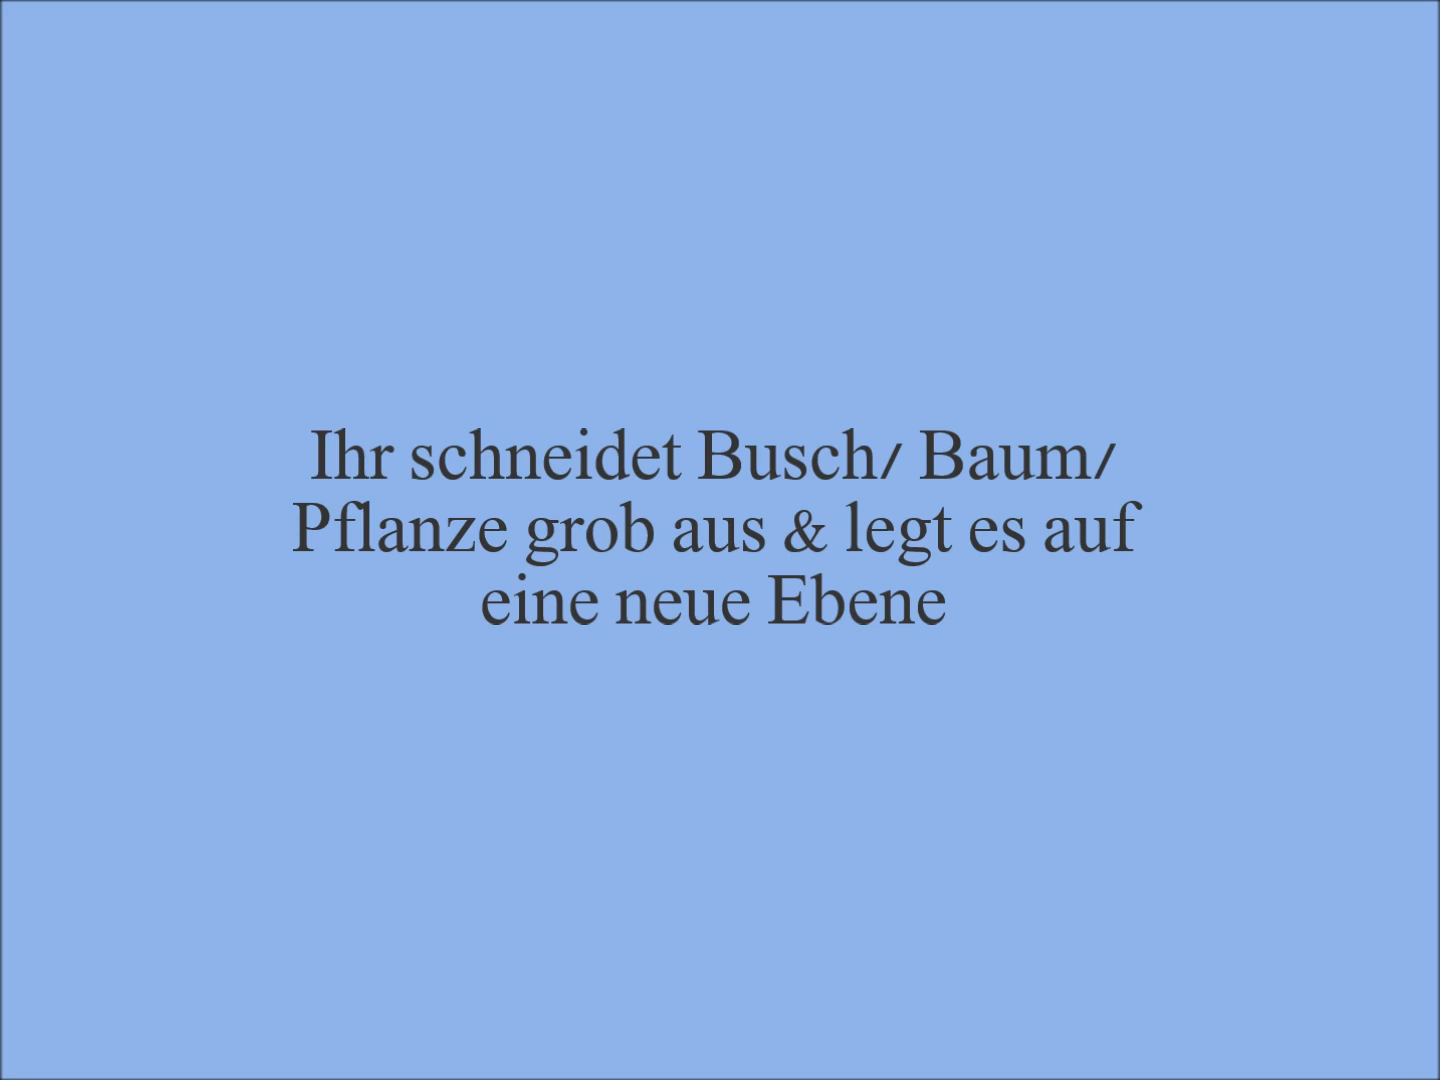 Ihr schneidet Busch/ Baum/
Pflanze grob aus & legt es auf
eine neue Ebene